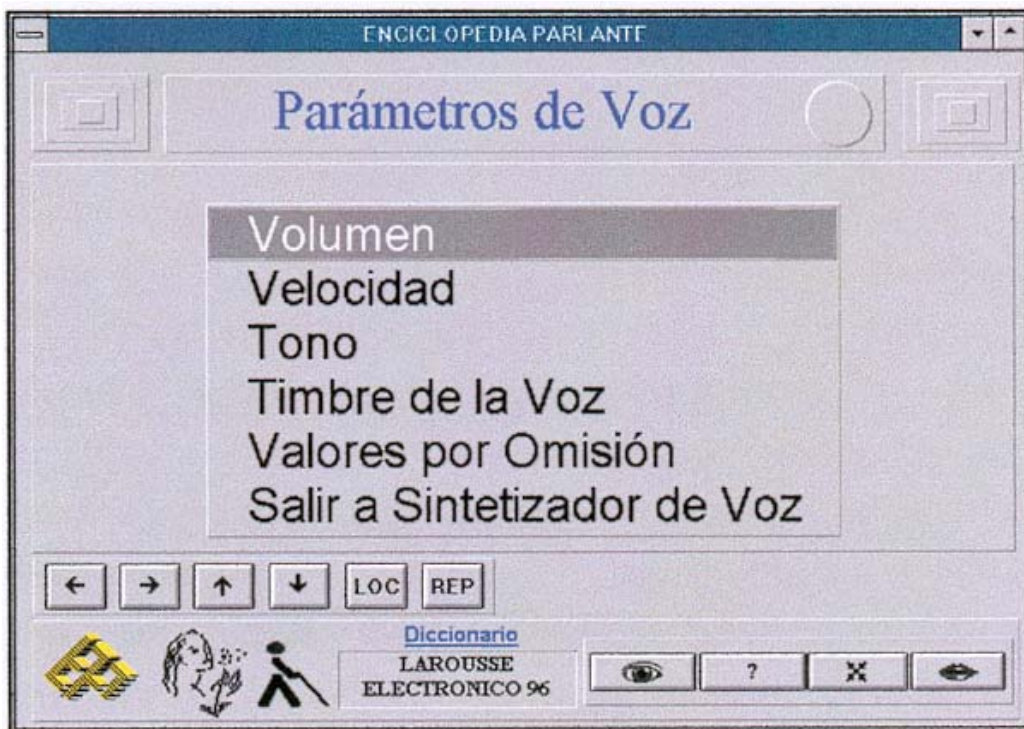 ENCICLOPEDIA PARLANTE
Parámetros de Voz
Volumen
Velocidad
Tono
Timbre de la Voz
Valores por Omisión
Salir a Sintetizador de Voz
LOC REP
Diccionario
LAROUSSE
ELECTRONICO 96
?